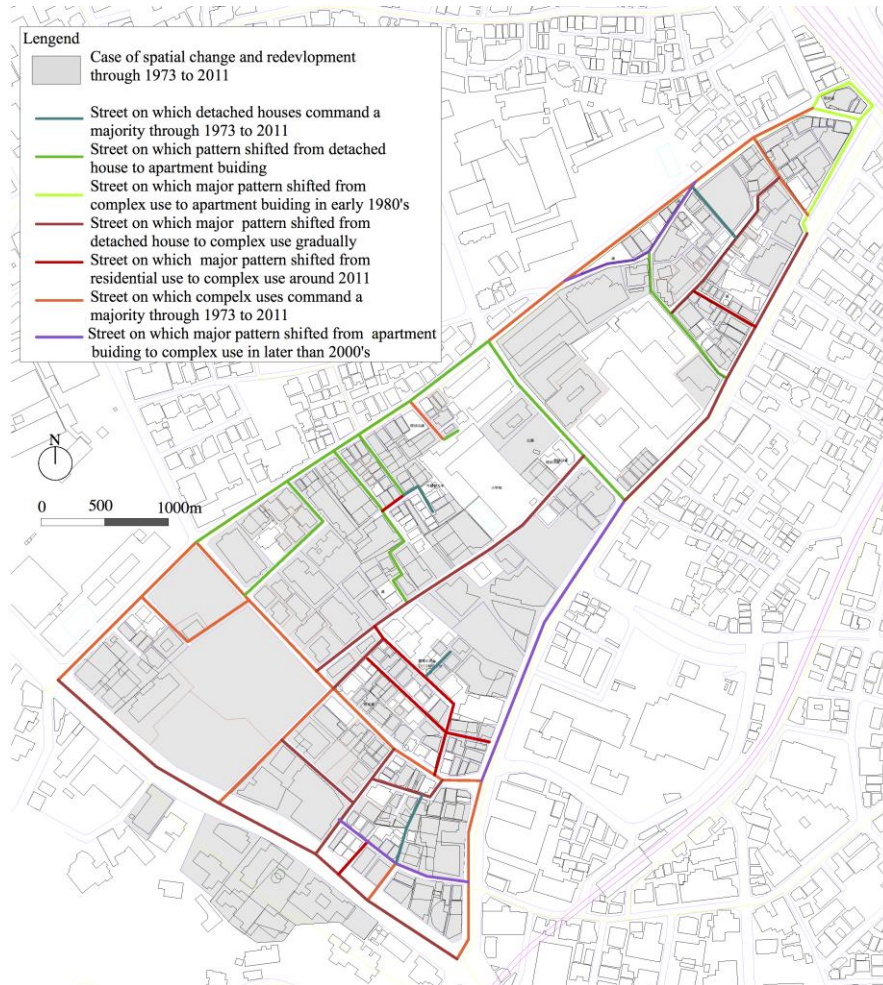 Lengend
Case of spatial change and redevlopment
through 1973 to 2011
Street on which detached houses command a
majority through 1973 to 2011
Street on which pattern shifted from detached
house to apartment buiding
Street on which major pattern shifted from
complex use to apartment buiding in early 1980's
Street on which major pattern shifted from
detached house to complex use gradually
Street on which major pattern shifted from
residential use to complex use around 2011
Street on which compelx uses command a
majority through 1973 to 2011
Street on which major pattern shifted from apartment
buiding to complex use in later than 2000's
N
0 500 1000m